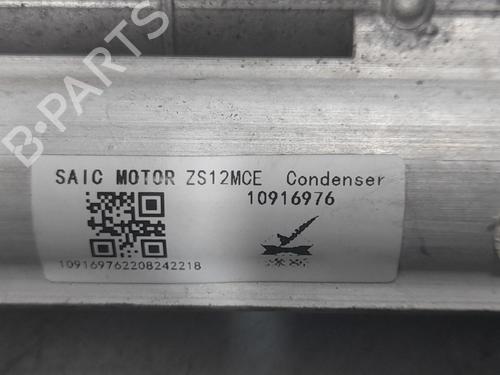 B-PARTS
SAIC MOTOR ZS12MCE Condenser
10916976
109169762208242218